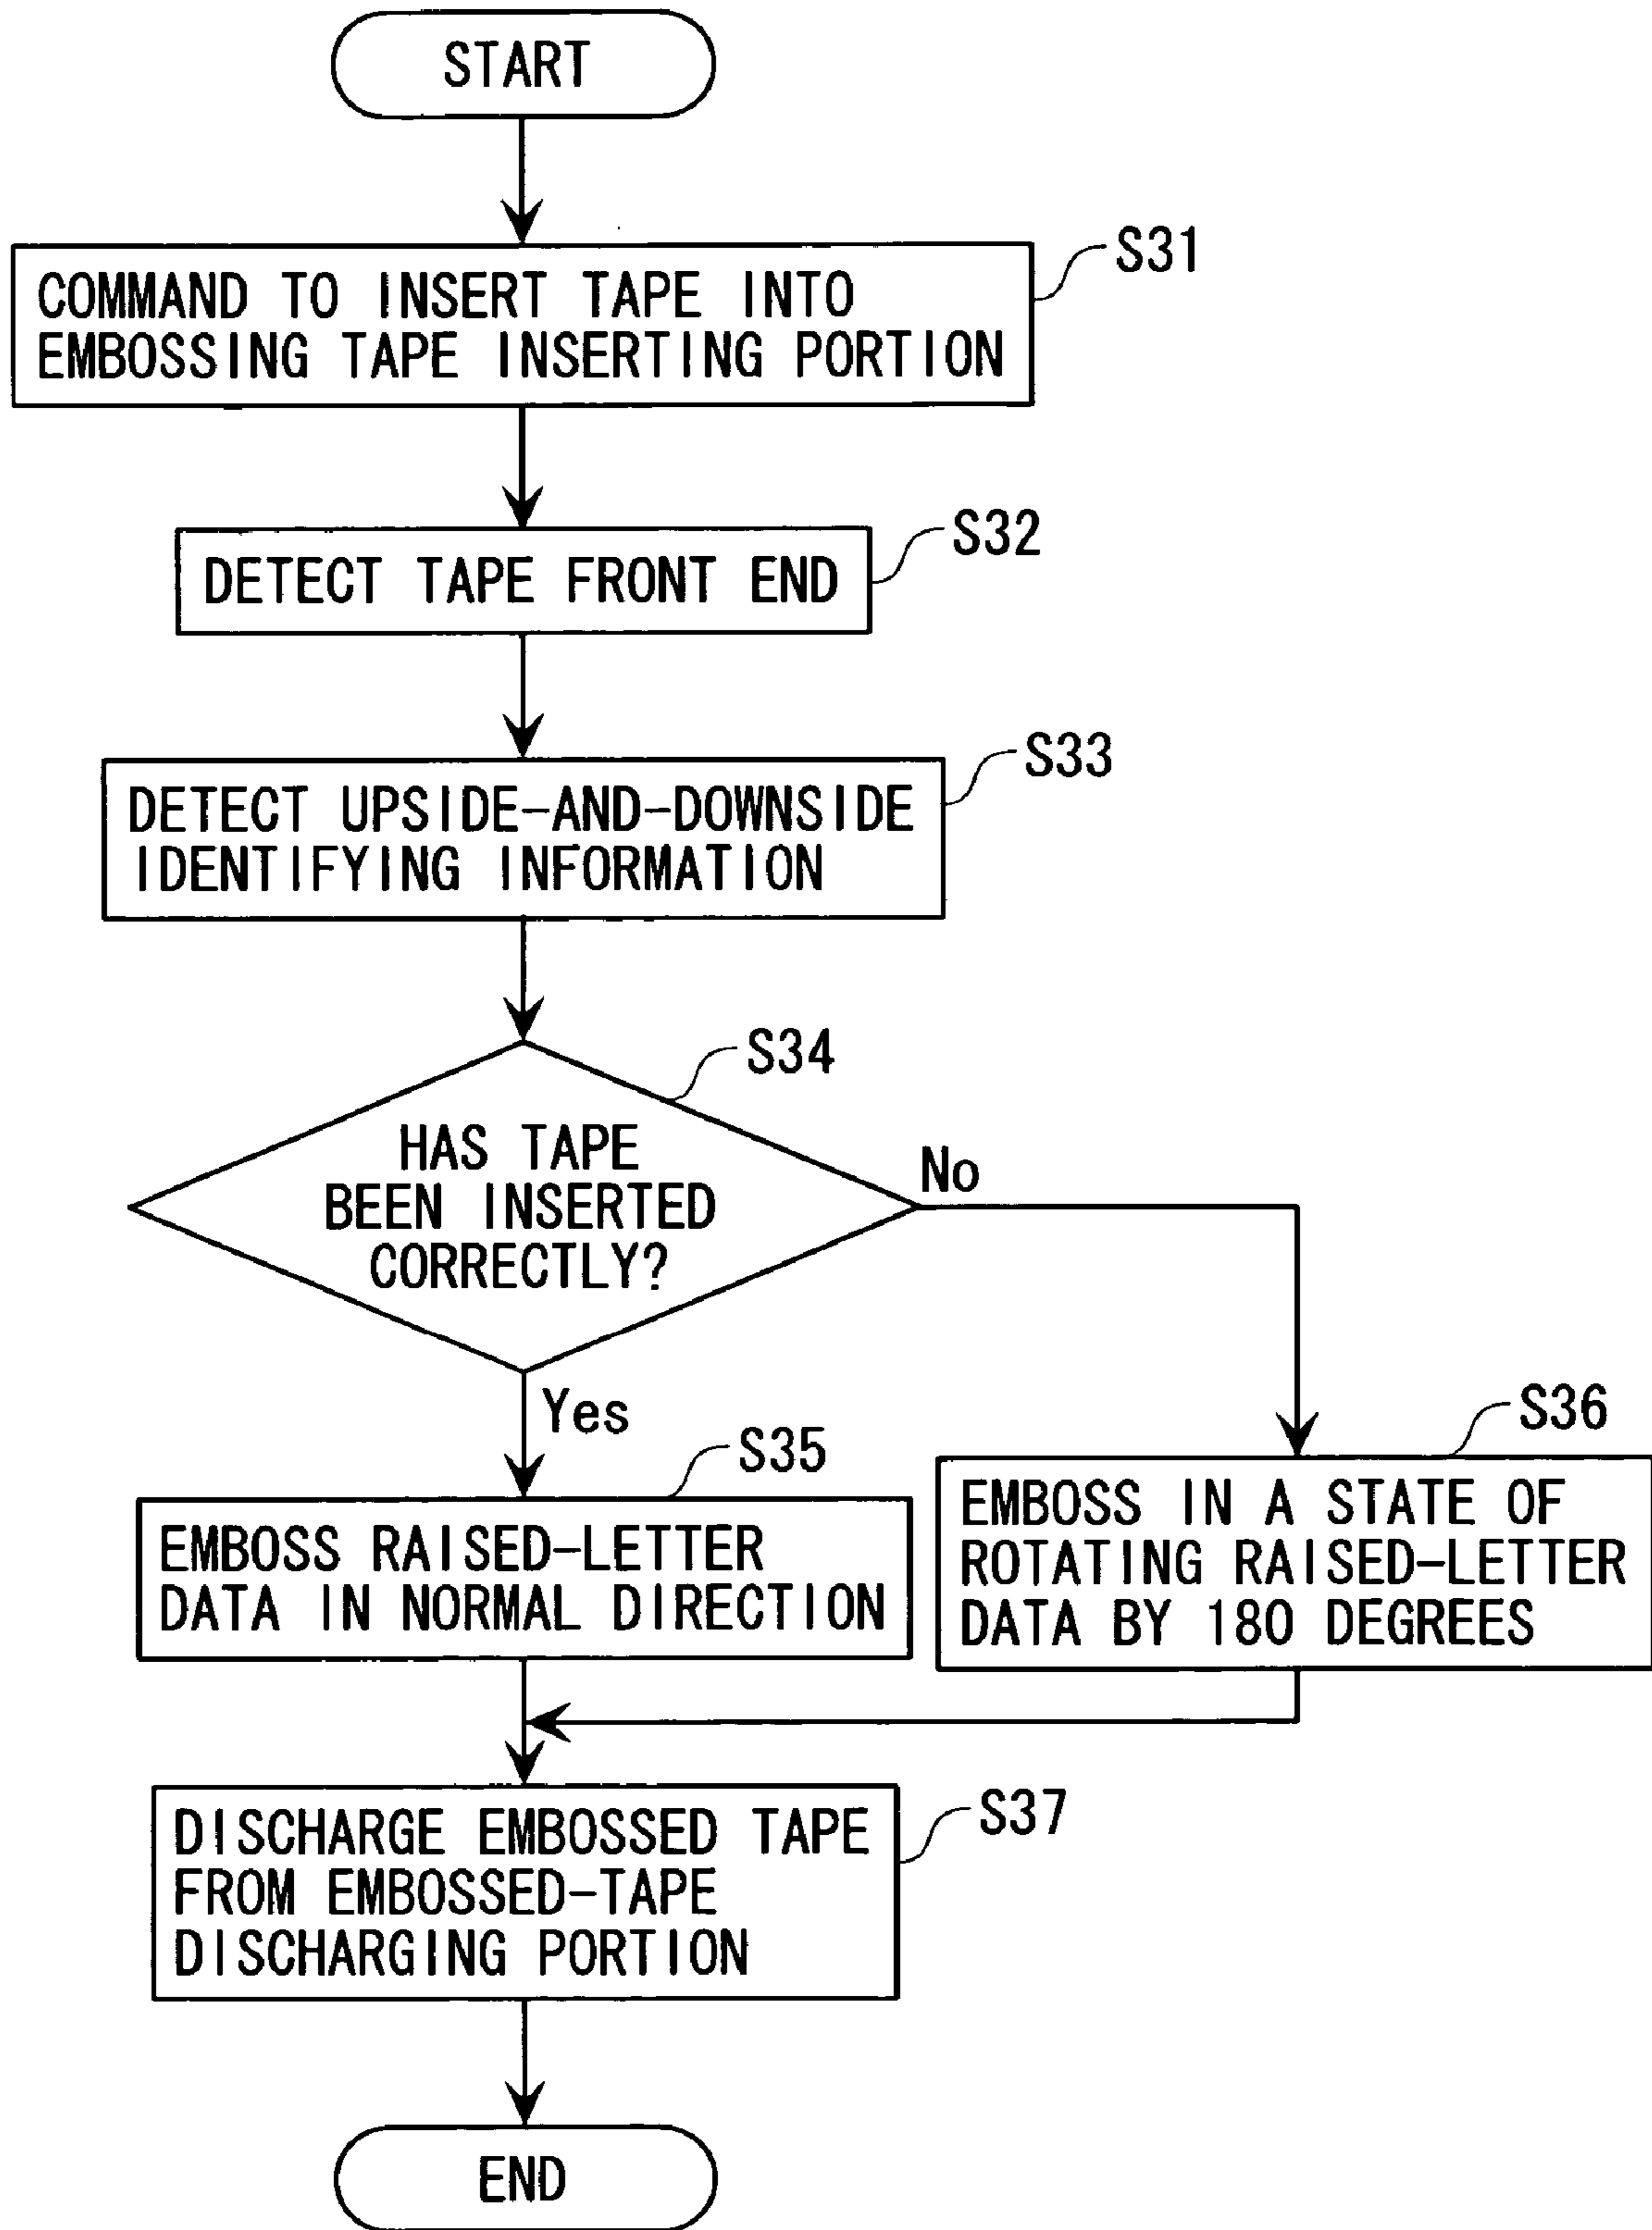 START
S31
COMMAND TO INSERT TAPE INTO
EMBOSSING TAPE INSERTING PORTION
S32
DETECT TAPE FRONT END
S33
DETECT UPSIDE-AND-DOWNSIDE
IDENTIFYING INFORMATION
S34
HAS TAPE
BEEN INSERTED
CORRECTLY?
No
Yes
S35
EMBOSS RAISED-LETTER
DATA IN NORMAL DIRECTION
S36
EMBOSS IN A STATE OF
ROTATING RAISED-LETTER
DATA BY 180 DEGREES
S37
DISCHARGE EMBOSSED TAPE
FROM EMBOSSED-TAPE
DISCHARGING PORTION
END